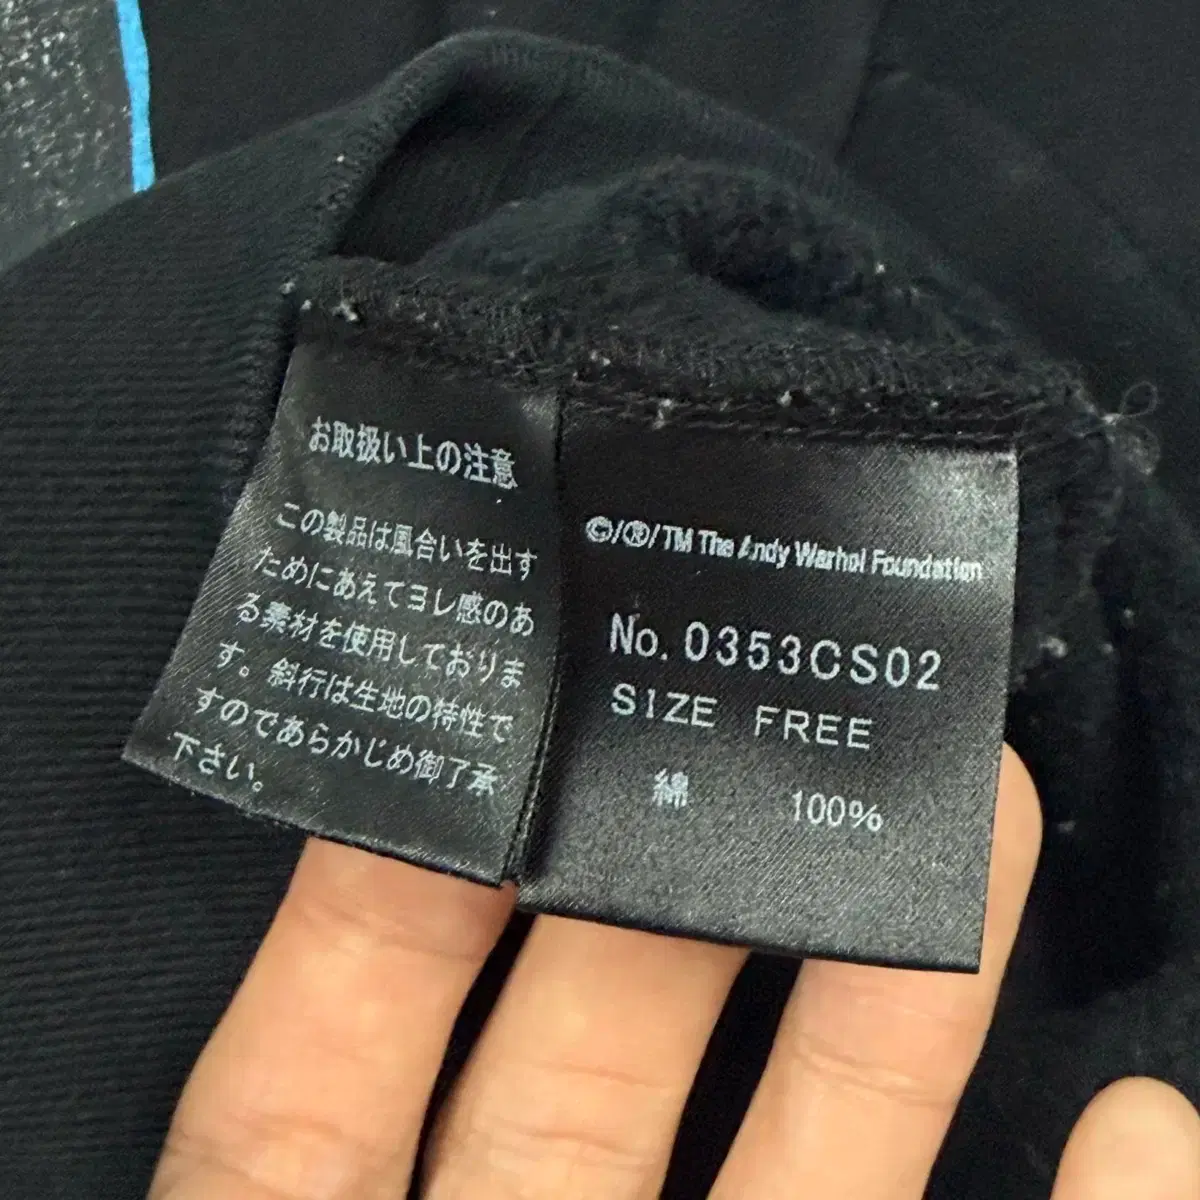 お取扱い上の注意
この製品は風合いを出す
ためにあえてヨレ感のあ
る素材を使用しておりま
す。斜行は生地の特性で
すのであらかじめ御了承
下さい。
©/®/TM The Andy Warhol Foundation
No. 0353CS02
SIZE FREE
綿 100%